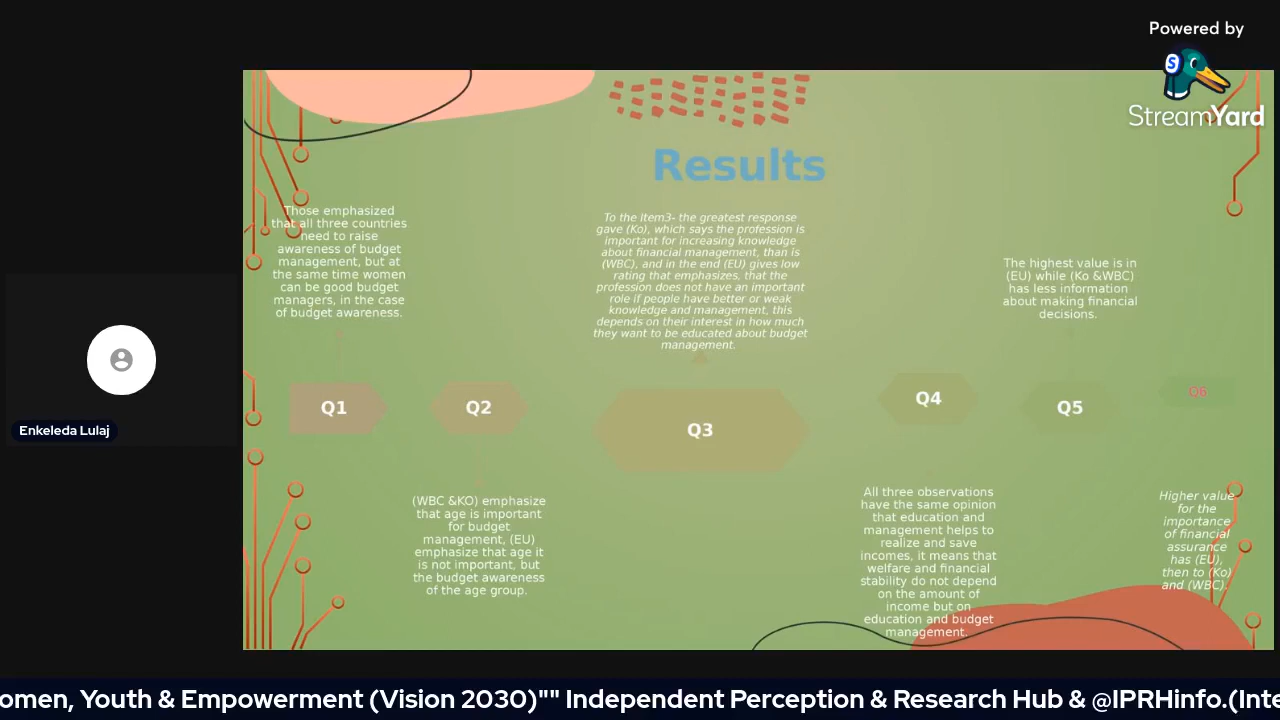 Powered by
StreamYard
Results
Those emphasized
that all three countries
need to raise
awareness of budget
management, but at
the same time women
can be good budget
managers, in the case
of budget awareness.
To the Item3- the greatest response
gave (Ko), which says the profession is
important for increasing knowledge
about financial management, than is
(WBC), and in the end (EU) gives low
rating that emphasizes, that the
profession does not have an important
role if people have better or weak
knowledge and management, this
depends on their interest in how much
they want to be educated about budget
management.
The highest value is in
(EU) while (Ko &WBC)
has less information
about making financial
decisions.
Q1
Q2
Q3
Q4
Q5
Q6
(WBC &KO) emphasize
that age is important
for budget
management, (EU)
emphasize that age it
is not important, but
the budget awareness
of the age group.
All three observations
have the same opinion
that education and
management helps to
realize and save
incomes, it means that
welfare and financial
stability do not depend
on the amount of
income but on
education and budget
management.
Higher value
for the
importance
of financial
assurance
has (EU),
then to (Ko)
and (WBC).
Enkeleda Lulaj
omen, Youth & Empowerment (Vision 2030)"" Independent Perception & Research Hub & @IPRHinfo.(Inte